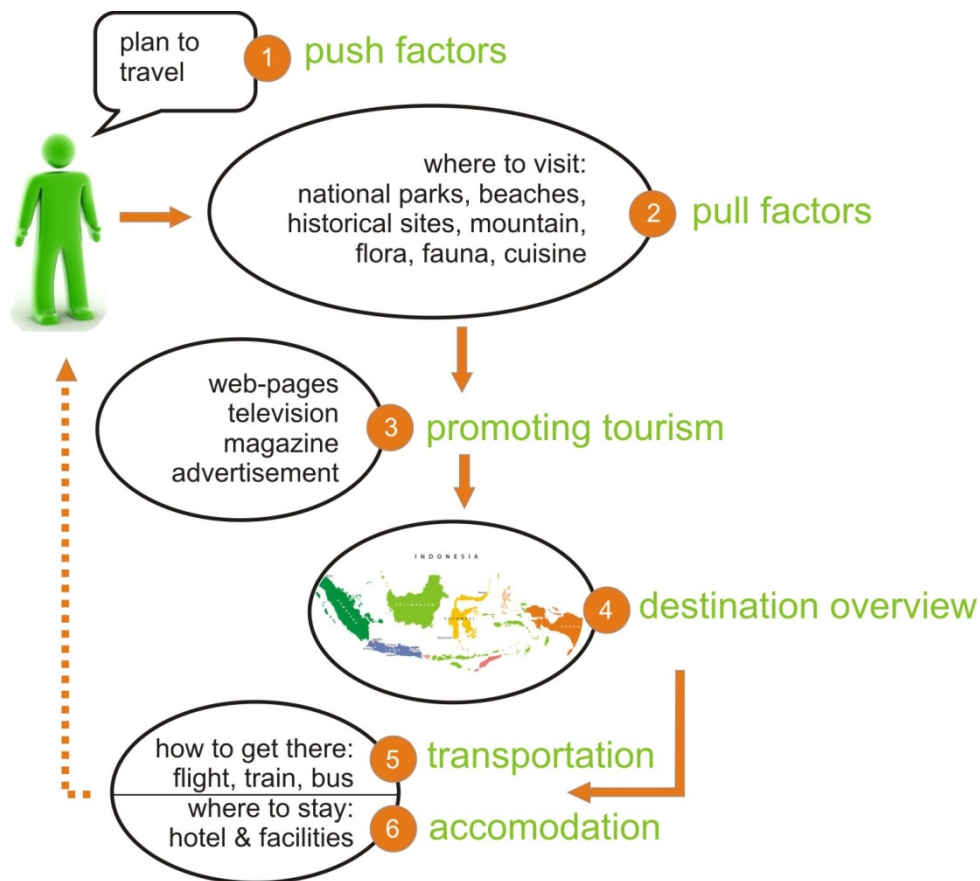 plan to
travel
1
push factors
where to visit:
national parks, beaches,
historical sites, mountain,
flora, fauna, cuisine
2
pull factors
web-pages
television
magazine
advertisement
3
promoting tourism
INDONESIA
KALIMANTAN
4
destination overview
how to get there:
flight, train, bus
5
transportation
where to stay:
hotel & facilities
6
accomodation